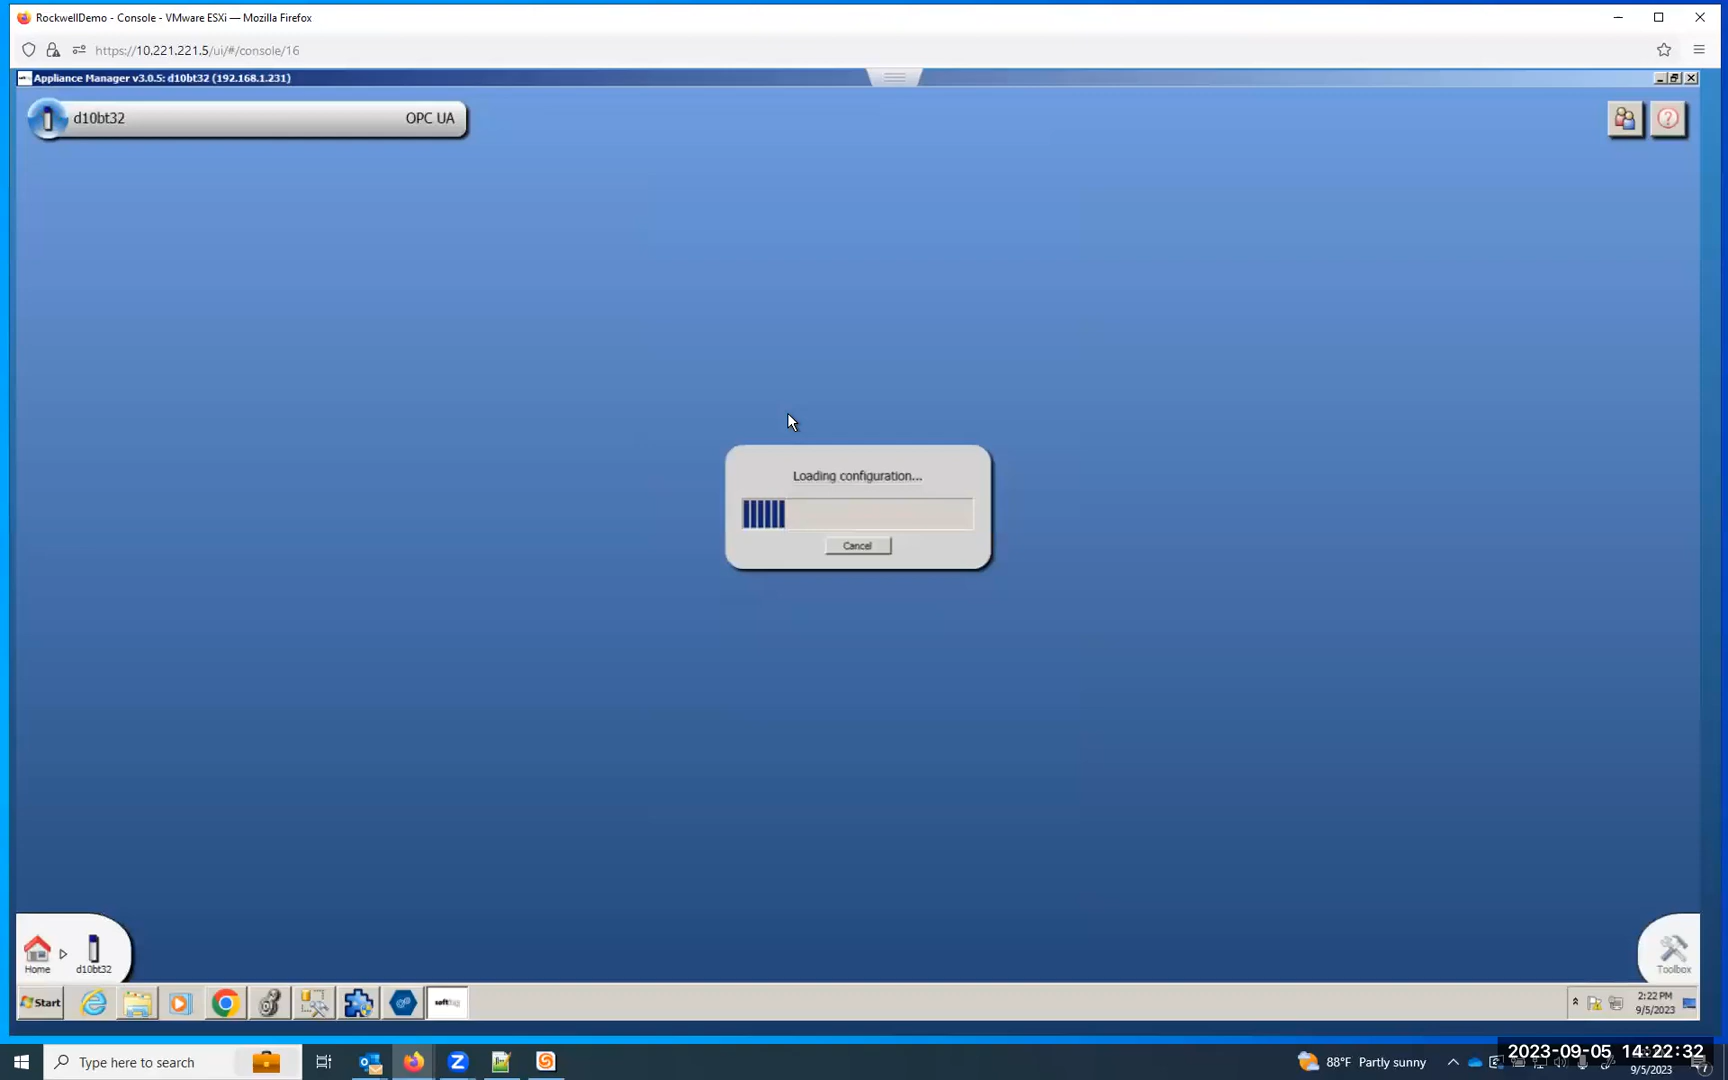 RockwellDemo - Console - VMware ESXi — Mozilla Firefox
https://10.221.221.5/ui/#/console/16
Appliance Manager v3.0.5: d10bt32 (192.168.1.231)
d10bt32
OPC UA
Loading configuration...
Cancel
Home
d10bt32
Toolbox
Start
2:22 PM
9/5/2023
Type here to search
88°F Partly sunny
2023-09-05 14:22:32
9/5/2023